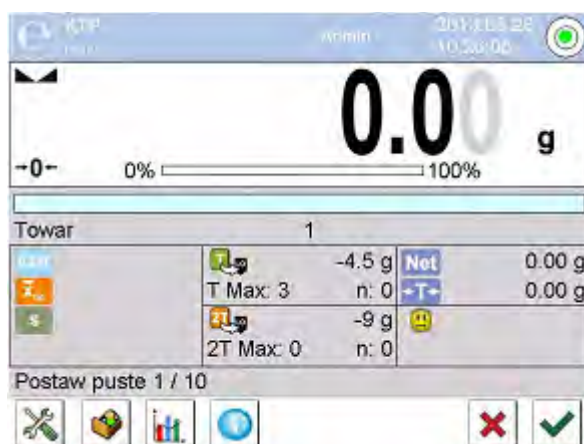 Admin
0.00
g
→0←
0% 100%
Towar 1
T -4.5 g Net 0.00 g
T Max: 3 n: 0 →T← 0.00 g
S 2T -9 g
2T Max: 0 n: 0
Postaw puste 1 / 10